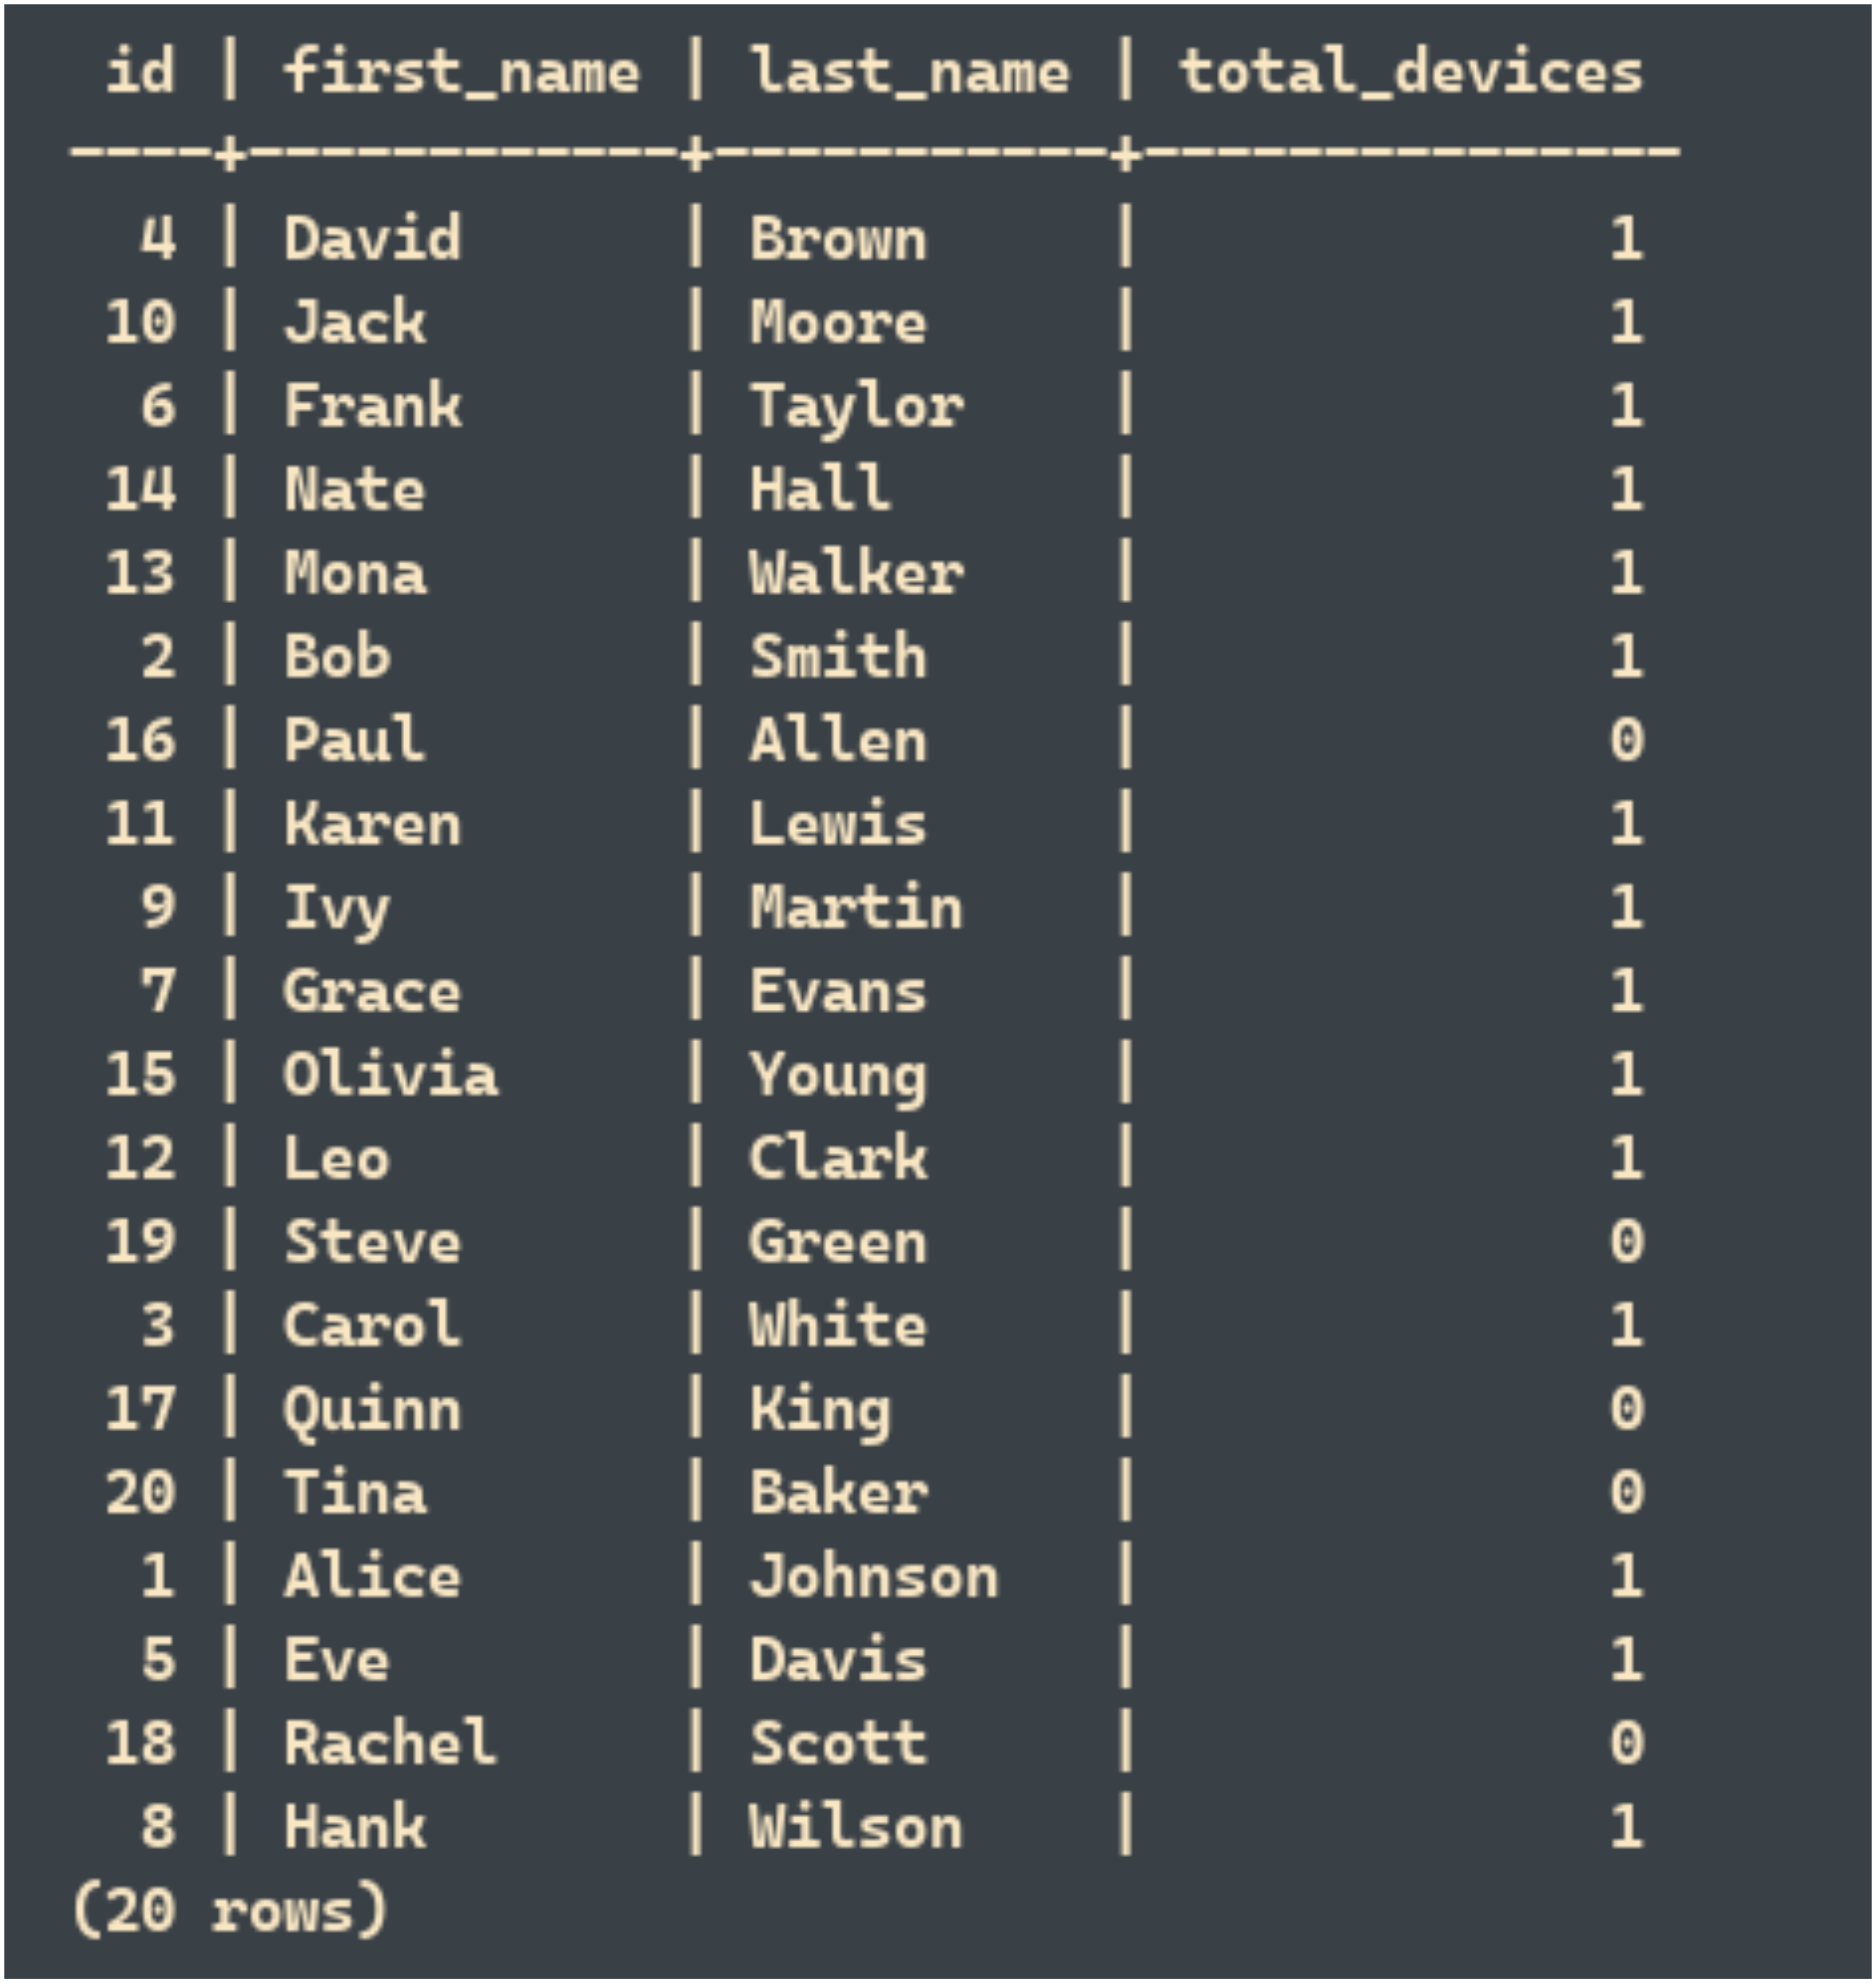 id | first_name | last_name | total_devices
----+------------+-----------+---------------
  4 | David      | Brown     |             1
 10 | Jack       | Moore     |             1
  6 | Frank      | Taylor    |             1
 14 | Nate       | Hall      |             1
 13 | Mona       | Walker    |             1
  2 | Bob        | Smith     |             1
 16 | Paul       | Allen     |             0
 11 | Karen      | Lewis     |             1
  9 | Ivy        | Martin    |             1
  7 | Grace      | Evans     |             1
 15 | Olivia     | Young     |             1
 12 | Leo        | Clark     |             1
 19 | Steve      | Green     |             0
  3 | Carol      | White     |             1
 17 | Quinn      | King      |             0
 20 | Tina       | Baker     |             0
  1 | Alice      | Johnson   |             1
  5 | Eve        | Davis     |             1
 18 | Rachel     | Scott     |             0
  8 | Hank       | Wilson    |             1
(20 rows)